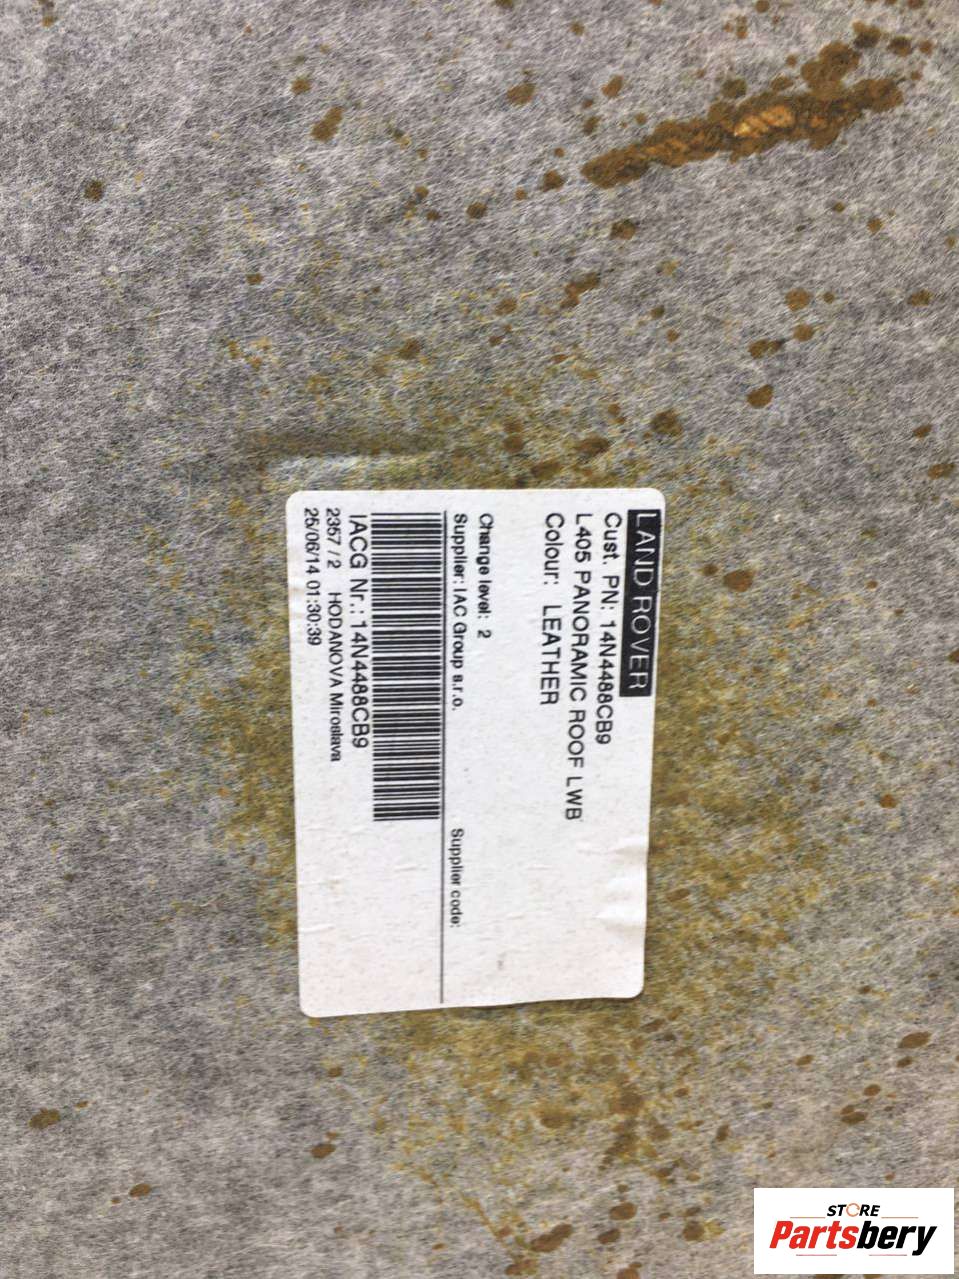 LAND ROVER
Cust. PN: 14N4488CB9
L405 PANORAMIC ROOF LWB
Colour: LEATHER
Change level: 2
Supplier: IAC Group s.r.o. Supplier code:
IACG Nr.: 14N4488CB9
2357 / 2 HODANOVA Miroslava
25/06/14 01:30:39
STORE
Partsbery